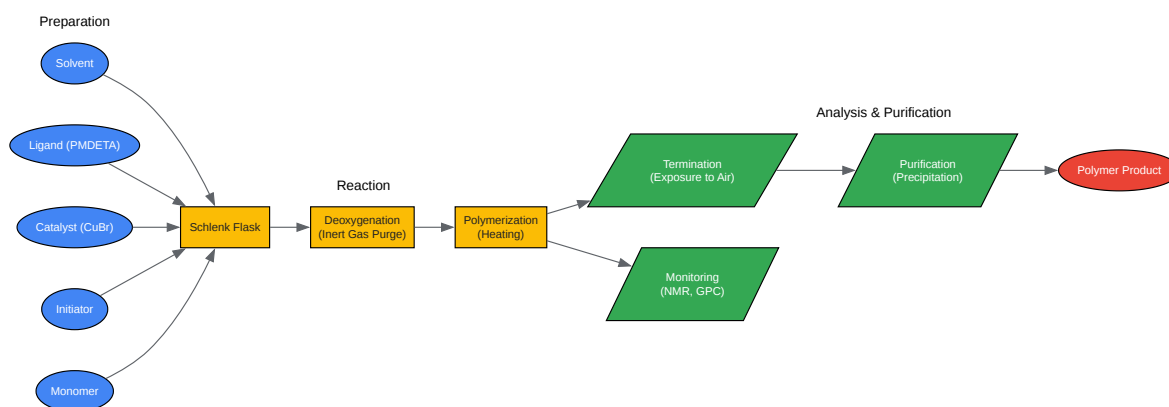 Preparation
Solvent
Ligand (PMDETA)
Catalyst (CuBr)
Initiator
Monomer
Schlenk Flask
Reaction
Deoxygenation
(Inert Gas Purge)
Polymerization
(Heating)
Analysis & Purification
Termination
(Exposure to Air)
Monitoring
(NMR, GPC)
Purification
(Precipitation)
Polymer Product